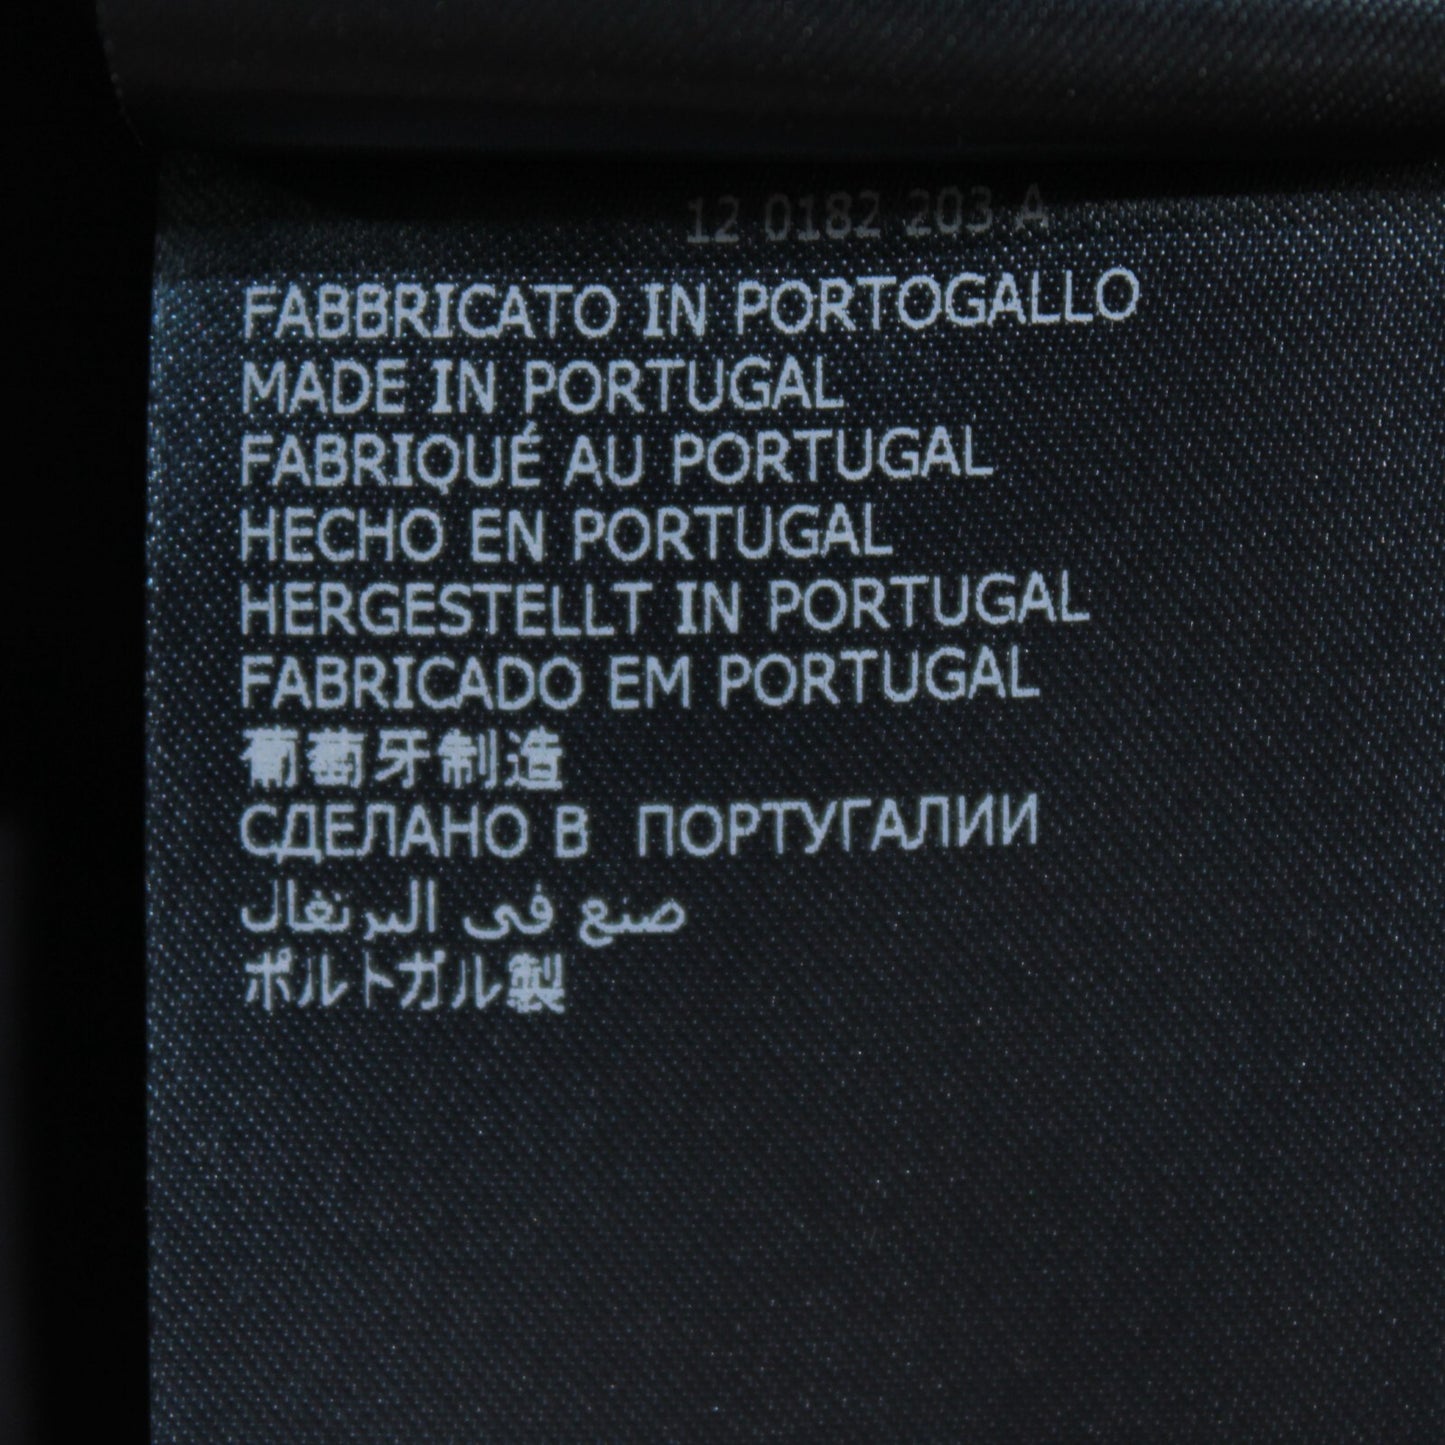 12 0182 203 A
FABBRICATO IN PORTOGALLO
MADE IN PORTUGAL
FABRIQUÉ AU PORTUGAL
HECHO EN PORTUGAL
HERGESTELLT IN PORTUGAL
FABRICADO EM PORTUGAL
葡萄牙制造
СДЕЛАНО В ПОРТУГАЛИИ
صنع فى البرتغال
ポルトガル製